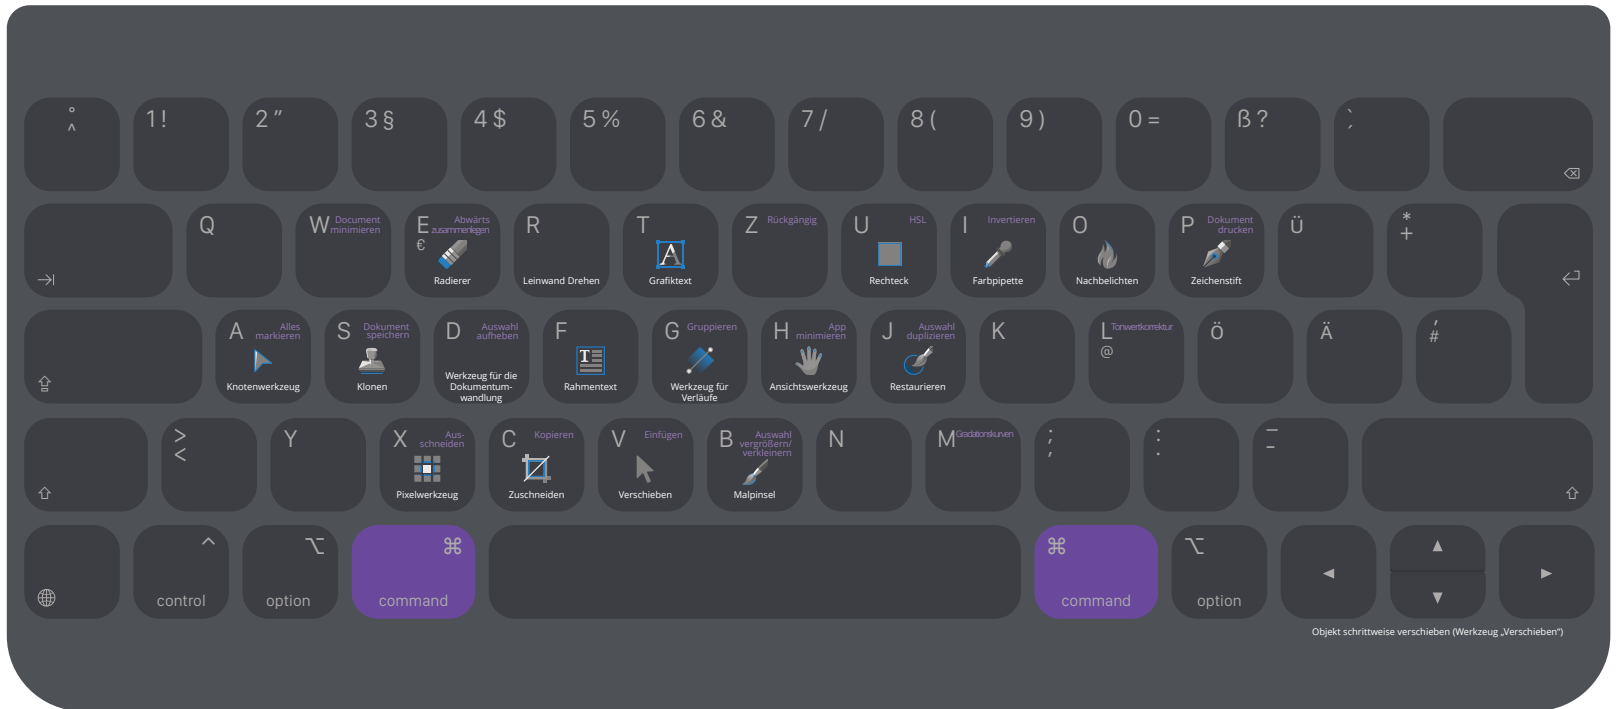 °
^
1 !
2 "
3 §
4 $
5 %
6 &
7 /
8 (
9 )
0 =
ß ?
Q
W
Document
minimieren
E
€
Abwärts
zusammenlegen
Radierer
R
Leinwand Drehen
T
A
Grafiktext
Z
Rückgängig
U
HSL
Rechteck
I
Invertieren
Farbpipette
O
Nachbelichten
P
Dokument
drucken
Zeichenstift
Ü
*
+
A
Alles
markieren
Knotenwerkzeug
S
Dokument
speichern
Klonen
D
Auswahl
aufheben
Werkzeug für die
Dokumentum-
wandlung
F
T
Rahmentext
G
Gruppieren
Werkzeug für
Verläufe
H
App
minimieren
Ansichtswerkzeug
J
Auswahl
duplizieren
Restaurieren
K
L
@
Tonwertkorrektur
Ö
Ä
'
#
>
<
Y
X
Aus-
schneiden
Pixelwerkzeug
C
Kopieren
Zuschneiden
V
Einfügen
Verschieben
B
Auswahl
vergrößern/
verkleinern
Malpinsel
N
M
Gradationskurven
;
,
:
.
_
-
control
⌥
option
⌘
command
⌘
command
⌥
option
Objekt schrittweise verschieben (Werkzeug „Verschieben“)